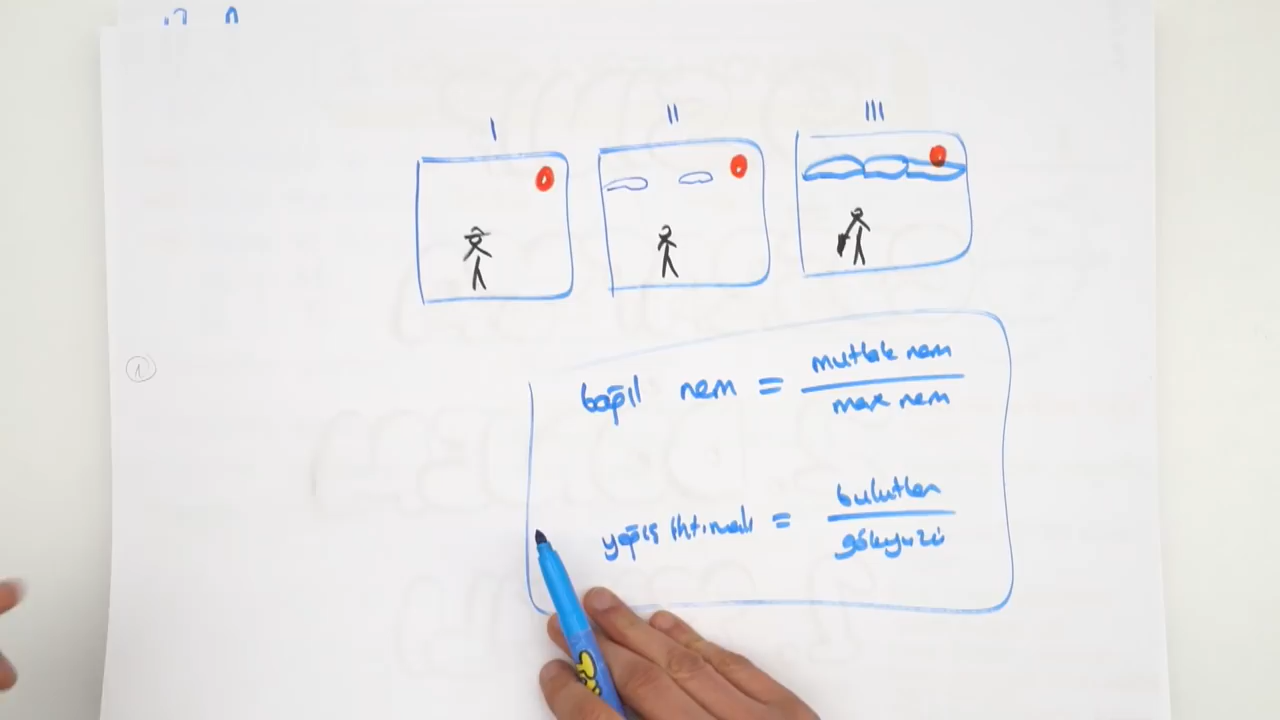 I II III
bağıl nem = mutlak nem / max nem
yağış ihtimali = bulutlar / gökyüzü